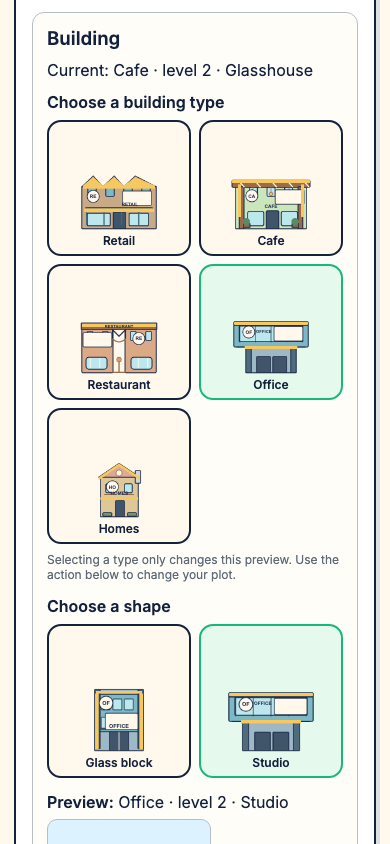 Building
Current: Cafe · level 2 · Glasshouse
Choose a building type
RE
RETAIL
Retail
CA
CAFE
Cafe
RESTAURANT
RE
Restaurant
OF
OFFICE
Office
HO
HOMES
Homes
Selecting a type only changes this preview. Use the
action below to change your plot.
Choose a shape
OF
OFFICE
Glass block
OF
OFFICE
Studio
Preview: Office · level 2 · Studio